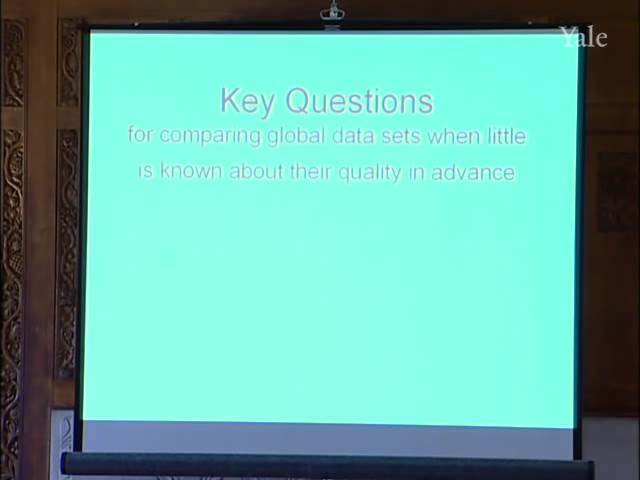 Yale
Key Questions
for comparing global data sets when little
is known about their quality in advance